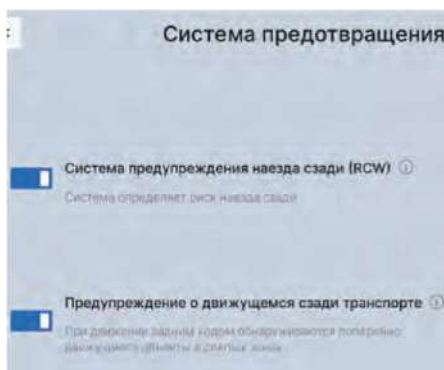 Система предотвращения
Система предупреждения наезда сзади (RCW)
Система определяет риск наезда сзади
Предупреждение о движущемся сзади транспорте
При движении задним ходом обнаруживаются поперечно
движущиеся объекты в слепых зонах